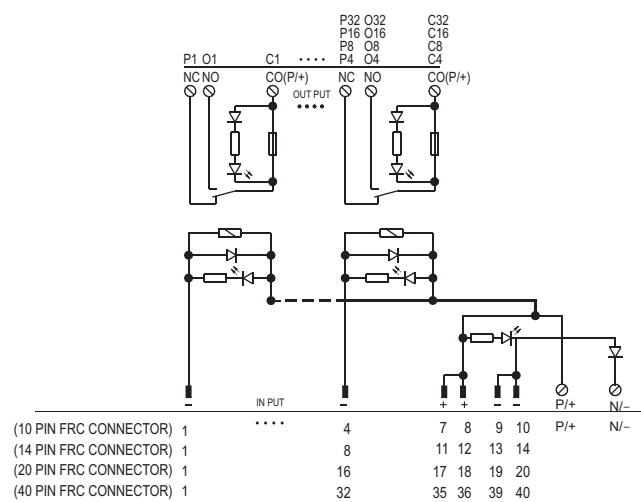 P32 O32 C32
P16 O16 C16
P8 O8 C8
P1 O1 C1 •••• P4 O4 C4
NC NO CO(P/+) NC NO CO(P/+)
OUT PUT
••••
IN PUT
– – + + – – P/+ N/–
(10 PIN FRC CONNECTOR) 1 •••• 4 7 8 9 10 P/+ N/–
(14 PIN FRC CONNECTOR) 1 8 11 12 13 14
(20 PIN FRC CONNECTOR) 1 16 17 18 19 20
(40 PIN FRC CONNECTOR) 1 32 35 36 39 40